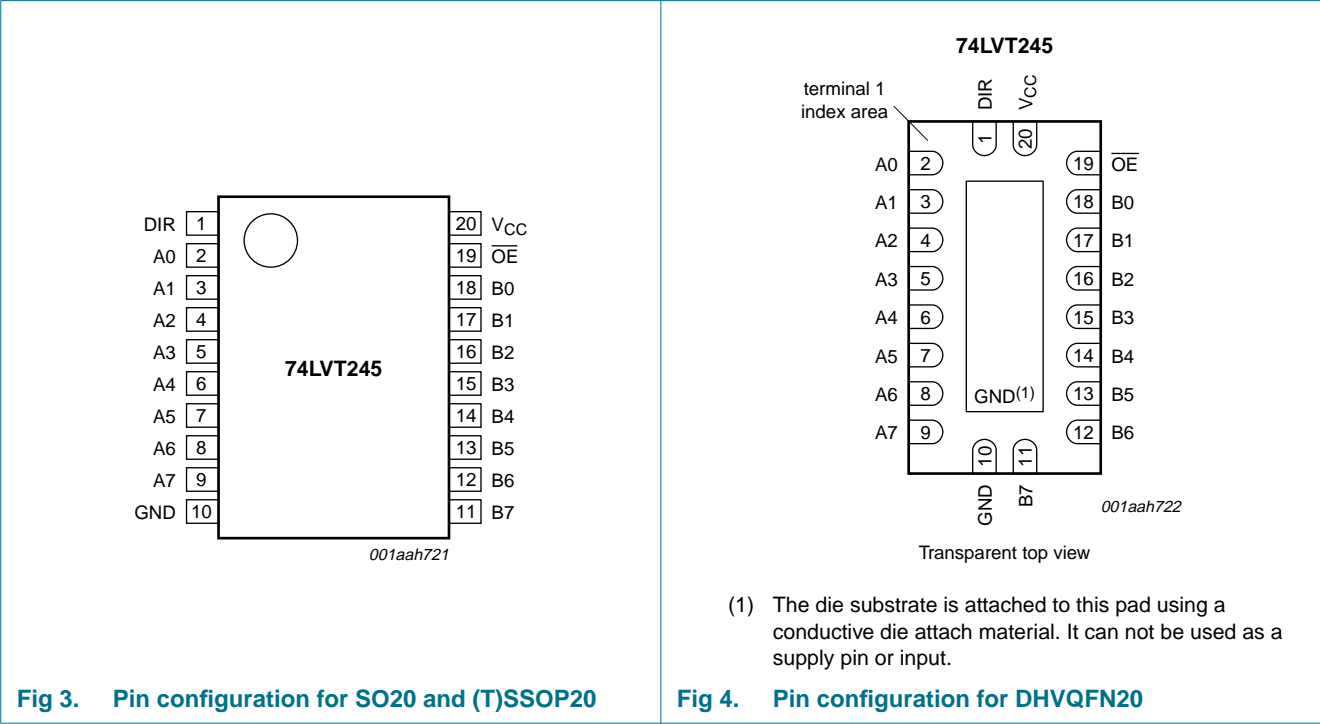 DIR 1
A0 2
A1 3
A2 4
A3 5
A4 6
A5 7
A6 8
A7 9
GND 10
74LVT245
20 VCC
19 OE
18 B0
17 B1
16 B2
15 B3
14 B4
13 B5
12 B6
11 B7
001aah721
Fig 3. Pin configuration for SO20 and (T)SSOP20
74LVT245
terminal 1
index area
DIR
VCC
1
20
A0 2
A1 3
A2 4
A3 5
A4 6
A5 7
A6 8
A7 9
19 OE
18 B0
17 B1
16 B2
15 B3
14 B4
13 B5
12 B6
GND(1)
10
11
GND
B7
001aah722
Transparent top view
(1) The die substrate is attached to this pad using a
conductive die attach material. It can not be used as a
supply pin or input.
Fig 4. Pin configuration for DHVQFN20